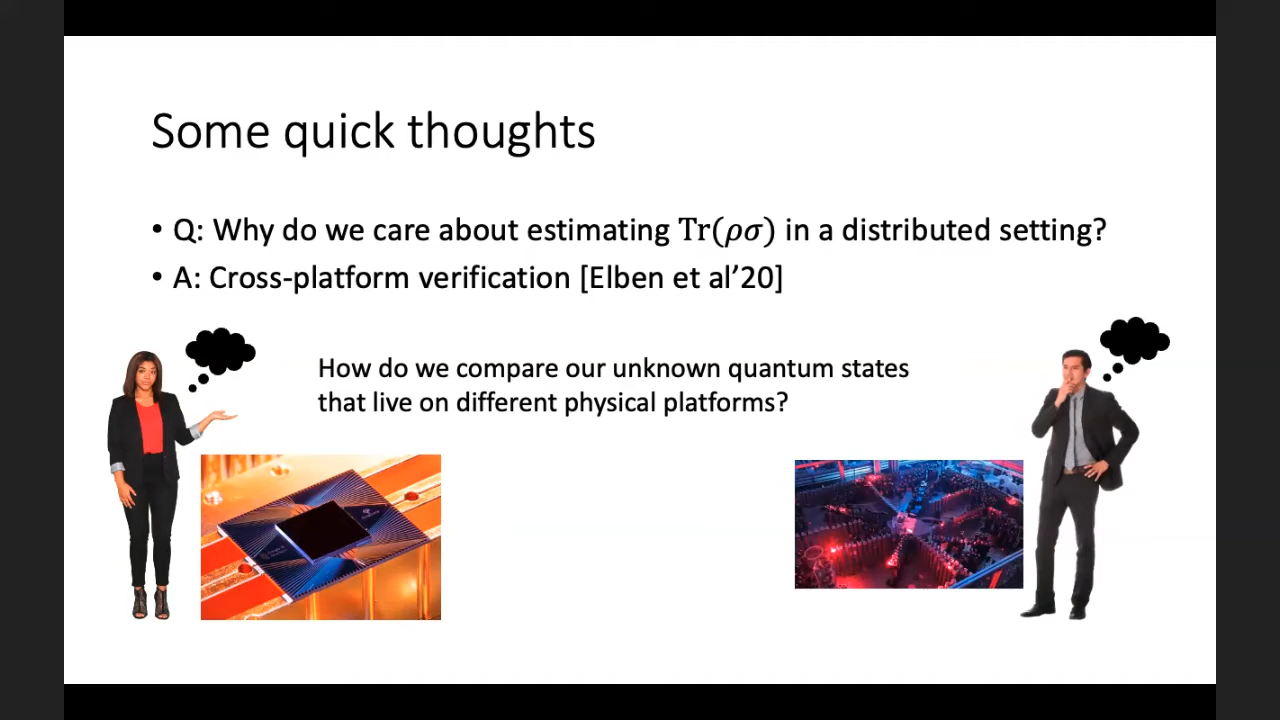 Some quick thoughts
• Q: Why do we care about estimating Tr(ρσ) in a distributed setting?
• A: Cross-platform verification [Elben et al’20]
How do we compare our unknown quantum states
that live on different physical platforms?